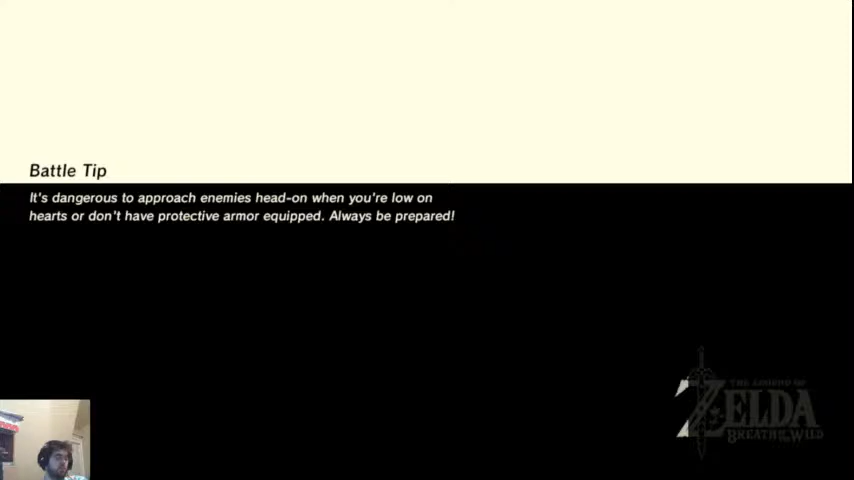 Battle Tip
It's dangerous to approach enemies head-on when you're low on
hearts or don't have protective armor equipped. Always be prepared!
THE LEGEND OF
ZELDA
BREATH OF THE WILD